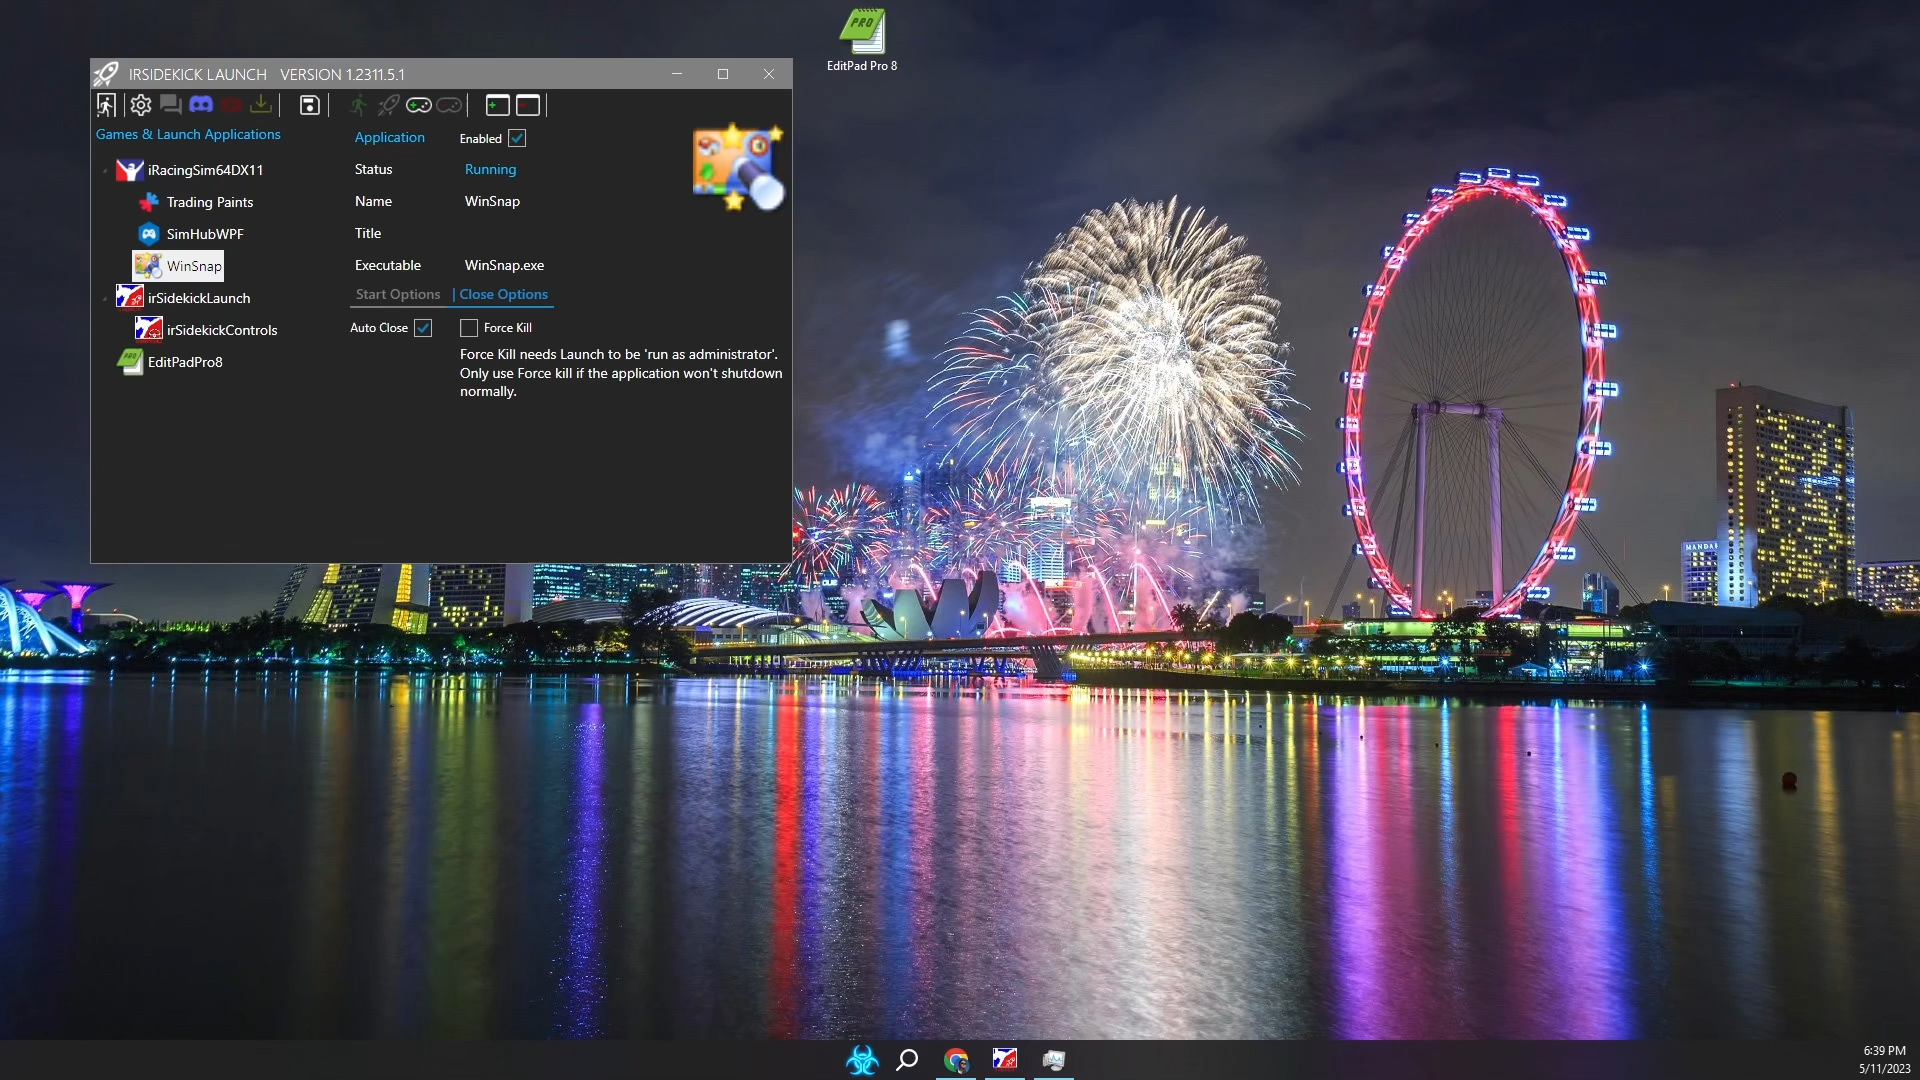 PRO
EditPad Pro 8
IRSIDEKICK LAUNCH VERSION 1.2311.5.1
Games & Launch Applications
Application
Enabled
iRacingSim64DX11
Status
Running
Trading Paints
Name
WinSnap
SimHubWPF
Title
WinSnap
Executable
WinSnap.exe
irSidekickLaunch
Start Options
| Close Options
irSidekickControls
Auto Close
Force Kill
Force Kill needs Launch to be 'run as administrator'.
Only use Force kill if the application won't shutdown
normally.
EditPadPro8
MANDAR
6:39 PM
5/11/2023